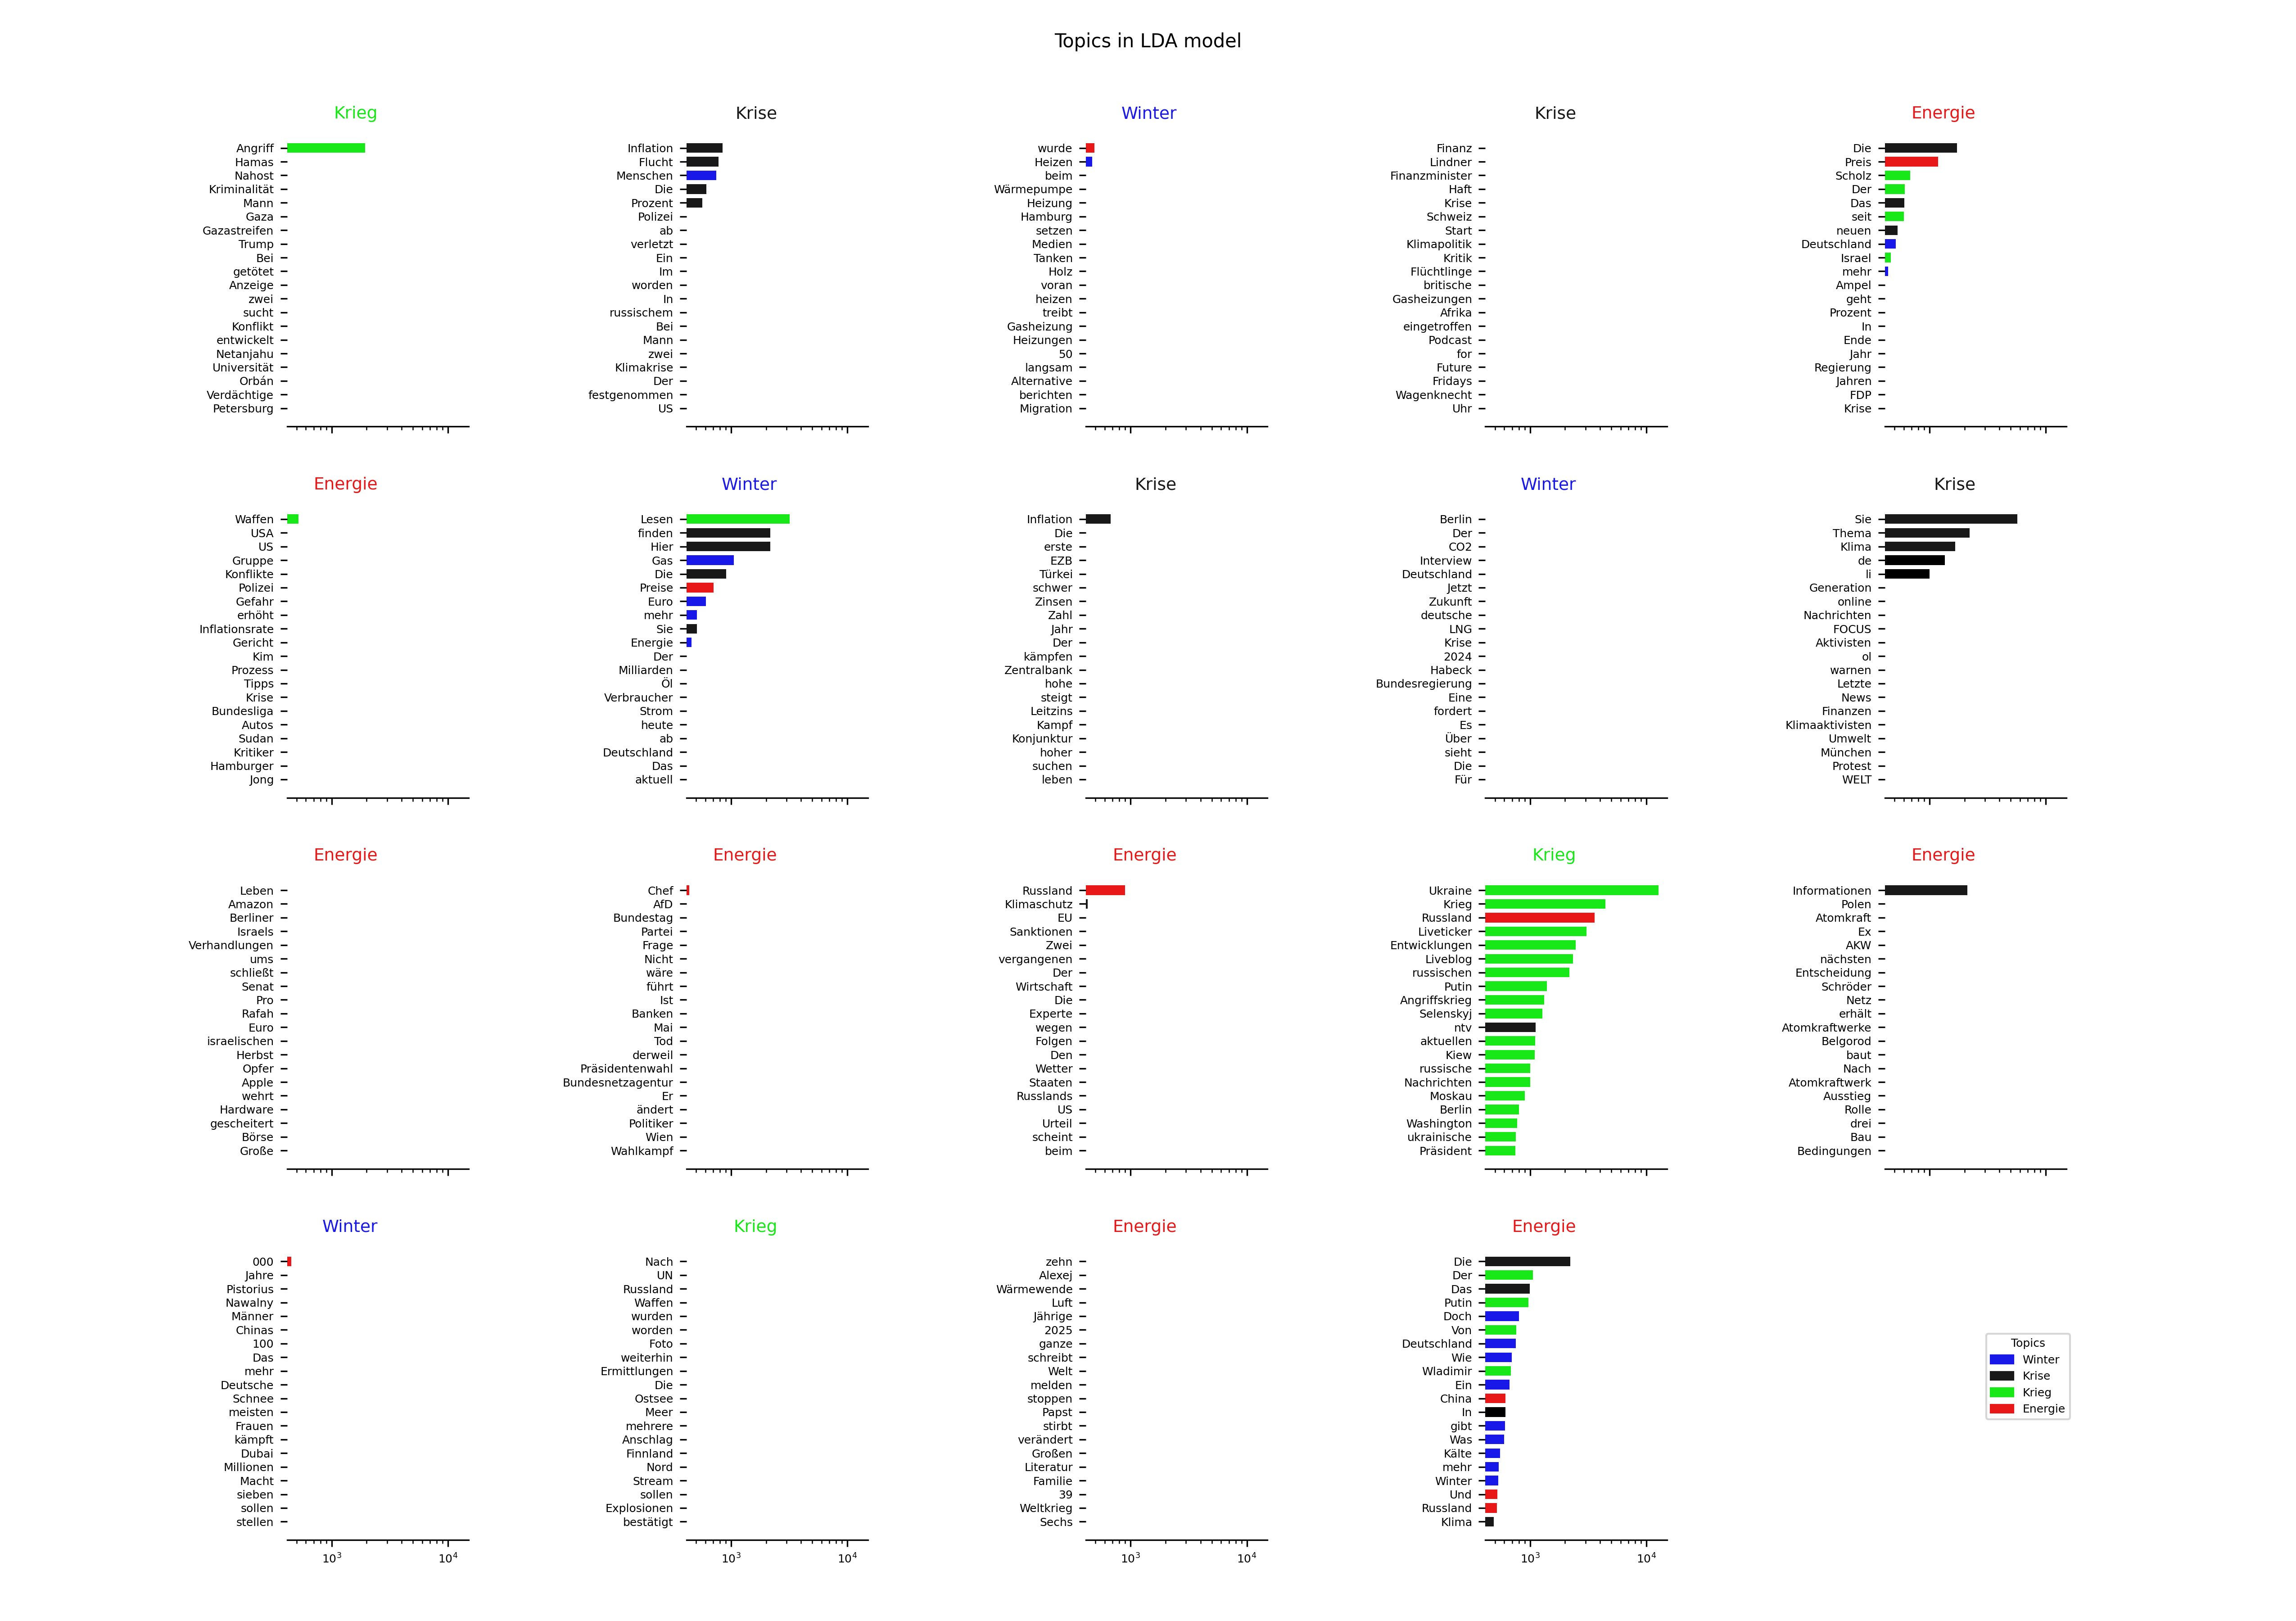 Topics in LDA model
Krieg
Angriff
Hamas
Nahost
Kriminalität
Mann
Gaza
Gazastreifen
Trump
Bei
getötet
Anzeige
zwei
sucht
Konflikt
entwickelt
Netanjahu
Universität
Orbán
Verdächtige
Petersburg
Krise
Inflation
Flucht
Menschen
Die
Prozent
Polizei
ab
verletzt
Ein
Im
worden
In
russischem
Bei
Mann
zwei
Klimakrise
Der
festgenommen
US
Winter
wurde
Heizen
beim
Wärmepumpe
Heizung
Hamburg
setzen
Medien
Tanken
Holz
voran
heizen
treibt
Gasheizung
Heizungen
50
langsam
Alternative
berichten
Migration
Krise
Finanz
Lindner
Finanzminister
Haft
Krise
Schweiz
Start
Klimapolitik
Kritik
Flüchtlinge
britische
Gasheizungen
Afrika
eingetroffen
Podcast
for
Future
Fridays
Wagenknecht
Uhr
Energie
Die
Preis
Scholz
Der
Das
seit
neuen
Deutschland
Israel
mehr
Ampel
geht
Prozent
In
Ende
Jahr
Regierung
Jahren
FDP
Krise
Energie
Waffen
USA
US
Gruppe
Konflikte
Polizei
Gefahr
erhöht
Inflationsrate
Gericht
Kim
Prozess
Tipps
Krise
Bundesliga
Autos
Sudan
Kritiker
Hamburger
Jong
Winter
Lesen
finden
Hier
Gas
Die
Preise
Euro
mehr
Sie
Energie
Der
Milliarden
Öl
Verbraucher
Strom
heute
ab
Deutschland
Das
aktuell
Krise
Inflation
Die
erste
EZB
Türkei
schwer
Zinsen
Zahl
Jahr
Der
kämpfen
Zentralbank
hohe
steigt
Leitzins
Kampf
Konjunktur
hoher
suchen
leben
Winter
Berlin
Der
CO2
Interview
Deutschland
Jetzt
Zukunft
deutsche
LNG
Krise
2024
Habeck
Bundesregierung
Eine
fordert
Es
Über
sieht
Die
Für
Krise
Sie
Thema
Klima
de
li
Generation
online
Nachrichten
FOCUS
Aktivisten
ol
warnen
Letzte
News
Finanzen
Klimaaktivisten
Umwelt
München
Protest
WELT
Energie
Leben
Amazon
Berliner
Israels
Verhandlungen
ums
schließt
Senat
Pro
Rafah
Euro
israelischen
Herbst
Opfer
Apple
wehrt
Hardware
gescheitert
Börse
Große
Energie
Chef
AfD
Bundestag
Partei
Frage
Nicht
wäre
führt
Ist
Banken
Mai
Tod
derweil
Präsidentenwahl
Bundesnetzagentur
Er
ändert
Politiker
Wien
Wahlkampf
Energie
Russland
Klimaschutz
EU
Sanktionen
Zwei
vergangenen
Der
Wirtschaft
Die
Experte
wegen
Folgen
Den
Wetter
Staaten
Russlands
US
Urteil
scheint
beim
Krieg
Ukraine
Krieg
Russland
Liveticker
Entwicklungen
Liveblog
russischen
Putin
Angriffskrieg
Selenskyj
ntv
aktuellen
Kiew
russische
Nachrichten
Moskau
Berlin
Washington
ukrainische
Präsident
Energie
Informationen
Polen
Atomkraft
Ex
AKW
nächsten
Entscheidung
Schröder
Netz
erhält
Atomkraftwerke
Belgorod
baut
Nach
Atomkraftwerk
Ausstieg
Rolle
drei
Bau
Bedingungen
Winter
000
Jahre
Pistorius
Nawalny
Männer
Chinas
100
Das
mehr
Deutsche
Schnee
meisten
Frauen
kämpft
Dubai
Millionen
Macht
sieben
sollen
stellen
10³
10⁴
Krieg
Nach
UN
Russland
Waffen
wurden
worden
Foto
weiterhin
Ermittlungen
Die
Ostsee
Meer
mehrere
Anschlag
Finnland
Nord
Stream
sollen
Explosionen
bestätigt
10³
10⁴
Energie
zehn
Alexej
Wärmewende
Luft
Jährige
2025
ganze
schreibt
Welt
melden
stoppen
Papst
stirbt
verändert
Großen
Literatur
Familie
39
Weltkrieg
Sechs
10³
10⁴
Energie
Die
Der
Das
Putin
Doch
Von
Deutschland
Wie
Wladimir
Ein
China
In
gibt
Was
Kälte
mehr
Winter
Und
Russland
Klima
10³
10⁴
Topics
Winter
Krise
Krieg
Energie